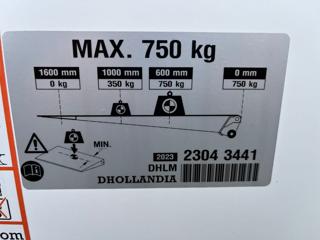 MAX. 750 kg
1600 mm 1000 mm 600 mm 0 mm
0 kg 350 kg 750 kg 750 kg
MIN.
2023 2304 3441
DHLM
DHOLLANDIA
om